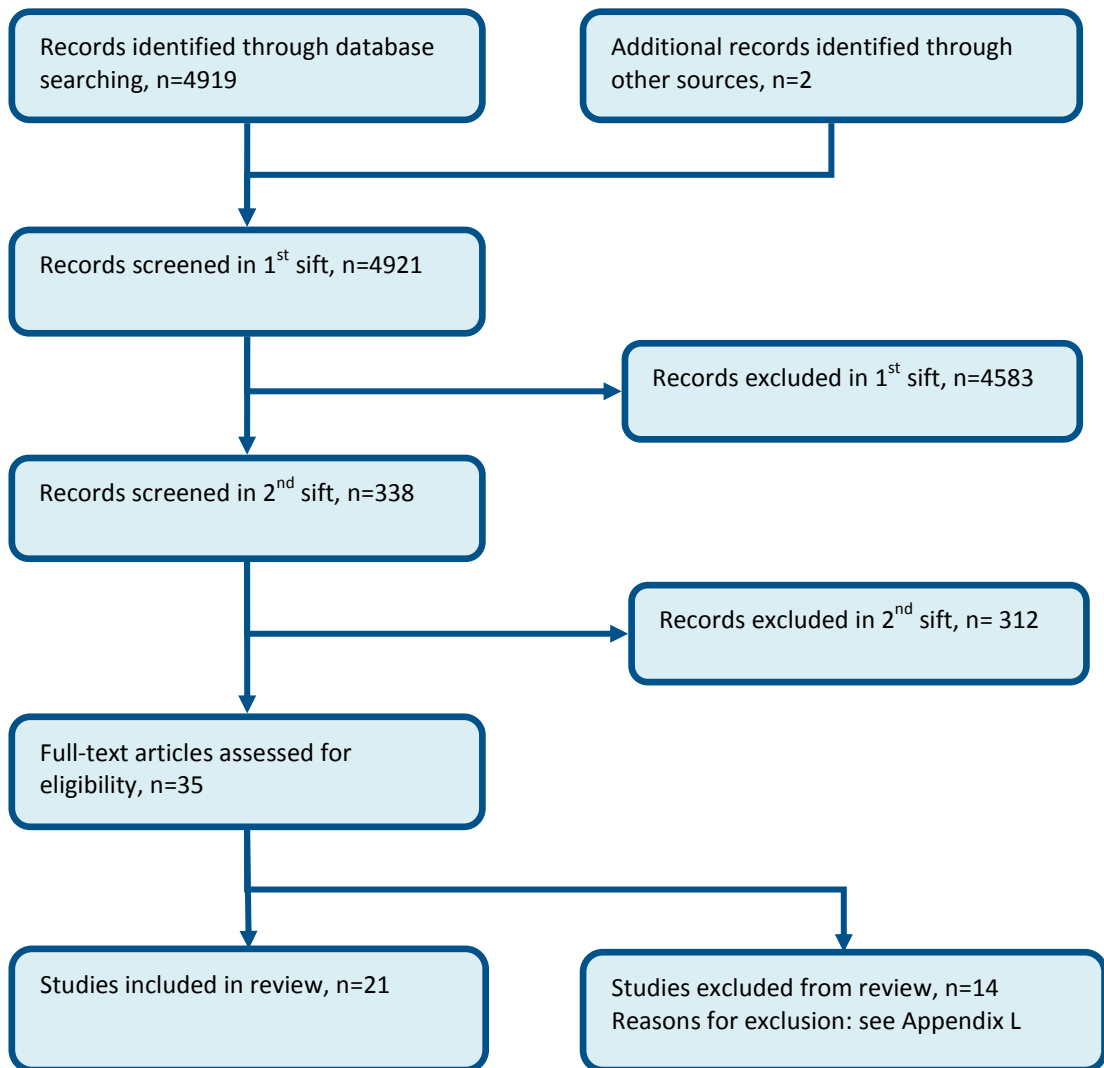 Records identified through database
searching, n=4919
Additional records identified through
other sources, n=2
Records screened in 1st sift, n=4921
Records excluded in 1st sift, n=4583
Records screened in 2nd sift, n=338
Records excluded in 2nd sift, n= 312
Full-text articles assessed for
eligibility, n=35
Studies included in review, n=21
Studies excluded from review, n=14
Reasons for exclusion: see Appendix L